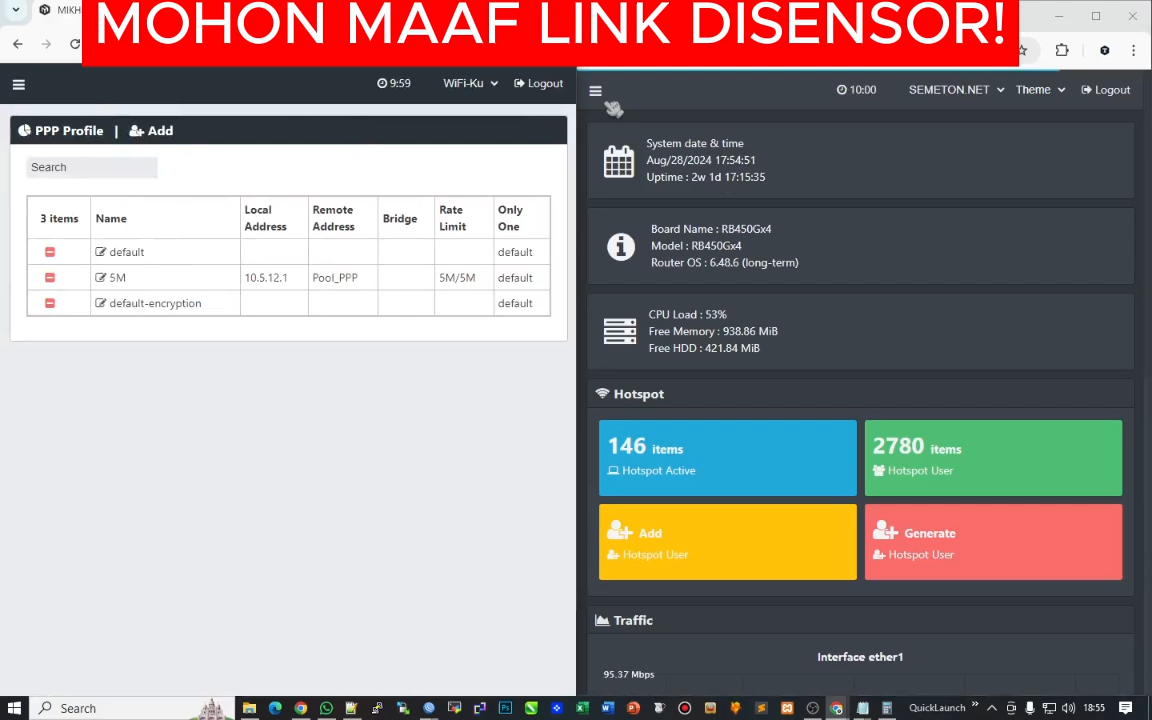 MOHON MAAF LINK DISENSOR!
MIKH
9:59
WiFi-Ku
Logout
PPP Profile | Add
Search
3 items
Name
Local Address
Remote Address
Bridge
Rate Limit
Only One
default
default
5M
10.5.12.1
Pool_PPP
5M/5M
default
default-encryption
default
10:00
SEMETON.NET
Theme
Logout
System date & time
Aug/28/2024 17:54:51
Uptime : 2w 1d 17:15:35
Board Name : RB450Gx4
Model : RB450Gx4
Router OS : 6.48.6 (long-term)
CPU Load : 53%
Free Memory : 938.86 MiB
Free HDD : 421.84 MiB
Hotspot
146 items
Hotspot Active
2780 items
Hotspot User
Add
Hotspot User
Generate
Hotspot User
Traffic
Interface ether1
95.37 Mbps
Search
QuickLaunch
18:55